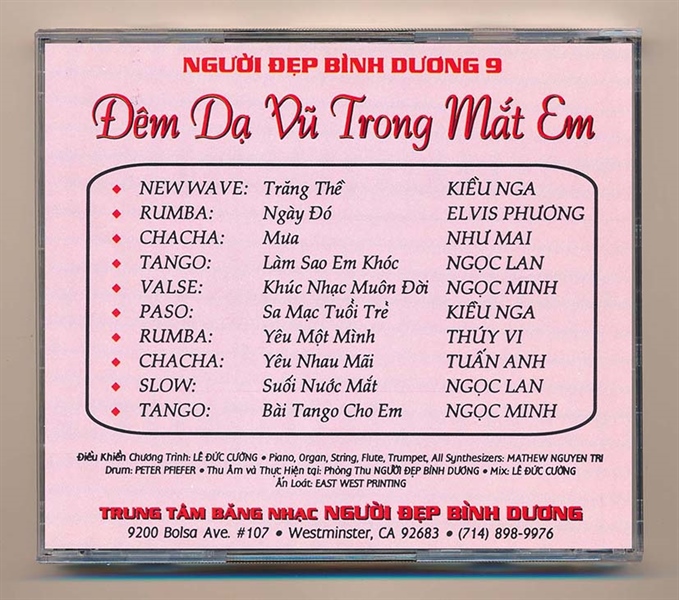 NGƯỜI ĐẸP BÌNH DƯƠNG 9
Đêm Dạ Vũ Trong Mắt Em
NEW WAVE: Trăng Thề KIỀU NGA
RUMBA: Ngày Đó ELVIS PHƯƠNG
CHACHA: Mưa NHƯ MAI
TANGO: Làm Sao Em Khóc NGỌC LAN
VALSE: Khúc Nhạc Muôn Đời NGỌC MINH
PASO: Sa Mạc Tuổi Trẻ KIỀU NGA
RUMBA: Yêu Một Mình THÚY VI
CHACHA: Yêu Nhau Mãi TUẤN ANH
SLOW: Suối Nước Mắt NGỌC LAN
TANGO: Bài Tango Cho Em NGỌC MINH
Điều Khiển Chương Trình: LÊ ĐỨC CƯỜNG • Piano, Organ, String, Flute, Trumpet, All Synthesizers: MATHEW NGUYEN TRI
Drum: PETER PFIEFER • Thu Âm và Thực Hiện tại: Phòng Thu NGƯỜI ĐẸP BÌNH DƯƠNG • Mix: LÊ ĐỨC CƯỜNG
Ấn Loát: EAST WEST PRINTING
TRUNG TÂM BĂNG NHẠC NGƯỜI ĐẸP BÌNH DƯƠNG
9200 Bolsa Ave. #107 • Westminster, CA 92683 • (714) 898-9976